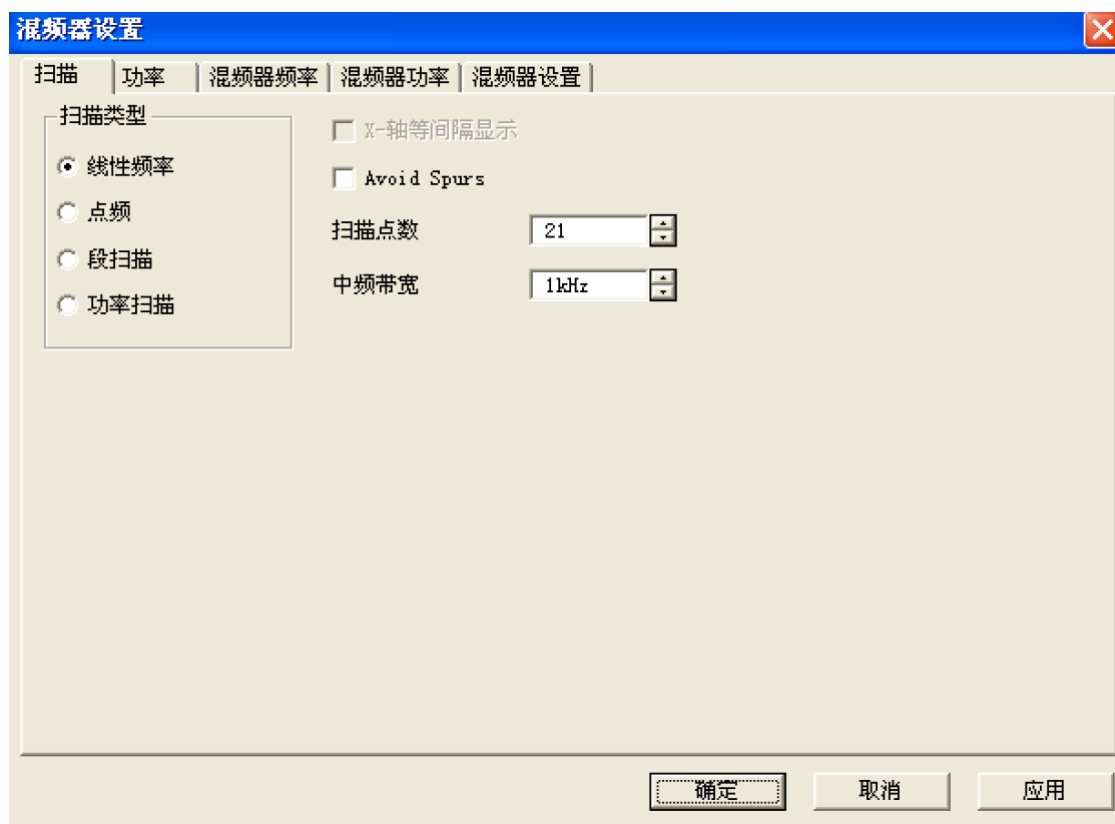 混频器设置
扫描 功率 混频器频率 混频器功率 混频器设置
扫描类型
线性频率
点频
段扫描
功率扫描
X-轴等间隔显示
Avoid Spurs
扫描点数 21
中频带宽 1kHz
确定 取消 应用